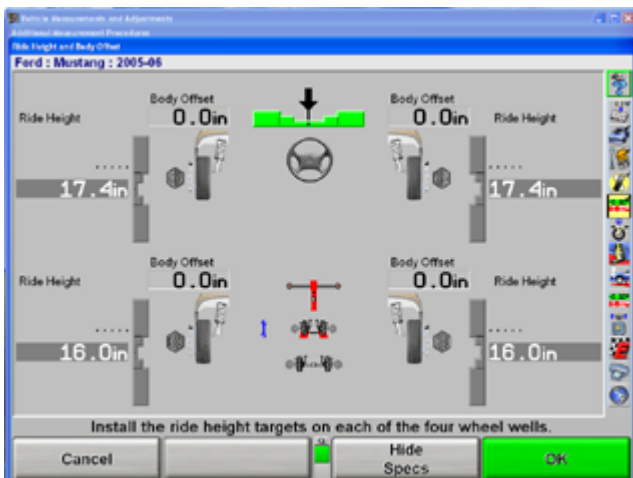 Vehicle Measurements and Adjustments
Additional Measurement Procedures
Ride Height and Body Offset
Ford : Mustang : 2005-06
Body Offset
0.0in
Body Offset
0.0in
Ride Height
Ride Height
17.4in
17.4in
Body Offset
0.0in
Body Offset
0.0in
Ride Height
Ride Height
16.0in
16.0in
Install the ride height targets on each of the four wheel wells.
Cancel
Hide
Specs
OK